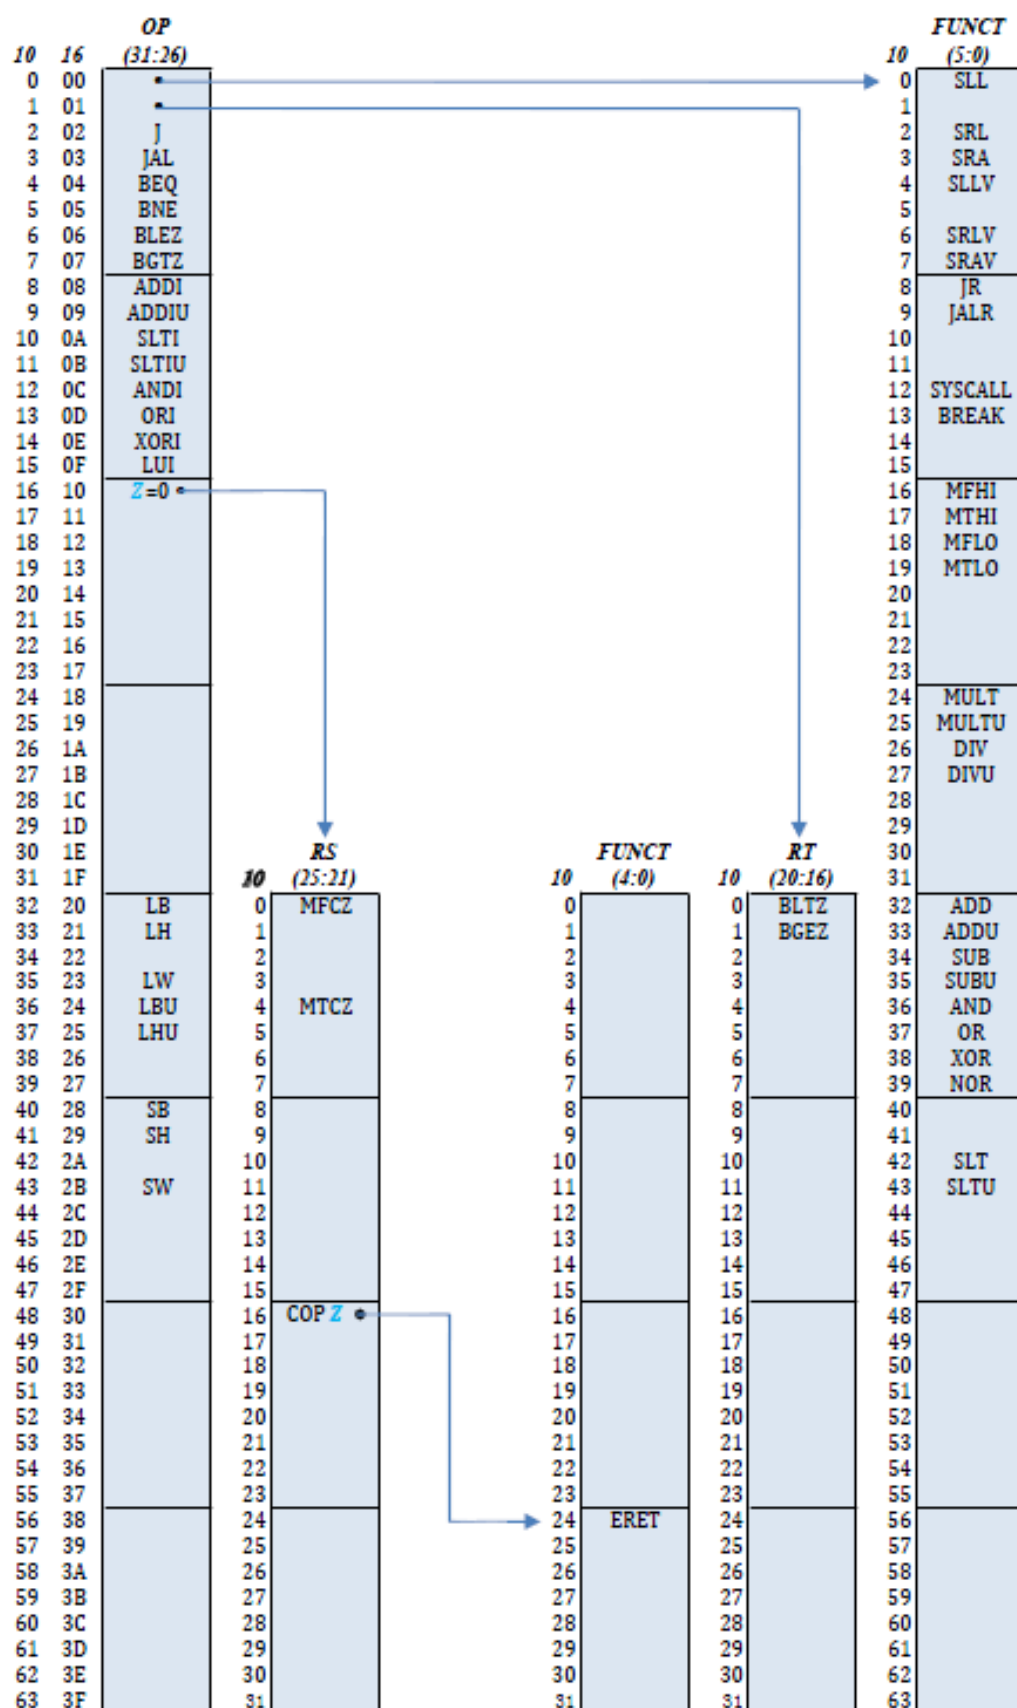 OP FUNCT
10 16 (31:26) 10 (5:0)
0 00 0 SLL
1 01 1
2 02 J 2 SRL
3 03 JAL 3 SRA
4 04 BEQ 4 SLLV
5 05 BNE 5
6 06 BLEZ 6 SRLV
7 07 BGTZ 7 SRAV
8 08 ADDI 8 JR
9 09 ADDIU 9 JALR
10 0A SLTI 10
11 0B SLTIU 11
12 0C ANDI 12 SYSCALL
13 0D ORI 13 BREAK
14 0E XORI 14
15 0F LUI 15
16 10 Z=0 16 MFHI
17 11 17 MTHI
18 12 18 MFLO
19 13 19 MTLO
20 14 20
21 15 21
22 16 22
23 17 23
24 18 24 MULT
25 19 25 MULTU
26 1A 26 DIV
27 1B 27 DIVU
28 1C 28
29 1D 29
30 1E RS FUNCT RT 30
31 1F 10 (25:21) 10 (4:0) 10 (20:16) 31
32 20 LB 0 MFCZ 0 0 BLTZ 32 ADD
33 21 LH 1 1 1 BGEZ 33 ADDU
34 22 2 2 2 34 SUB
35 23 LW 3 3 3 35 SUBU
36 24 LBU 4 MTCZ 4 4 36 AND
37 25 LHU 5 5 5 37 OR
38 26 6 6 6 38 XOR
39 27 7 7 7 39 NOR
40 28 SB 8 8 8 40
41 29 SH 9 9 9 41
42 2A 10 10 10 42 SLT
43 2B SW 11 11 11 43 SLTU
44 2C 12 12 12 44
45 2D 13 13 13 45
46 2E 14 14 14 46
47 2F 15 15 15 47
48 30 16 COP Z 16 16 48
49 31 17 17 17 49
50 32 18 18 18 50
51 33 19 19 19 51
52 34 20 20 20 52
53 35 21 21 21 53
54 36 22 22 22 54
55 37 23 23 23 55
56 38 24 24 ERET 24 56
57 39 25 25 25 57
58 3A 26 26 26 58
59 3B 27 27 27 59
60 3C 28 28 28 60
61 3D 29 29 29 61
62 3E 30 30 30 62
63 3F 31 31 31 63